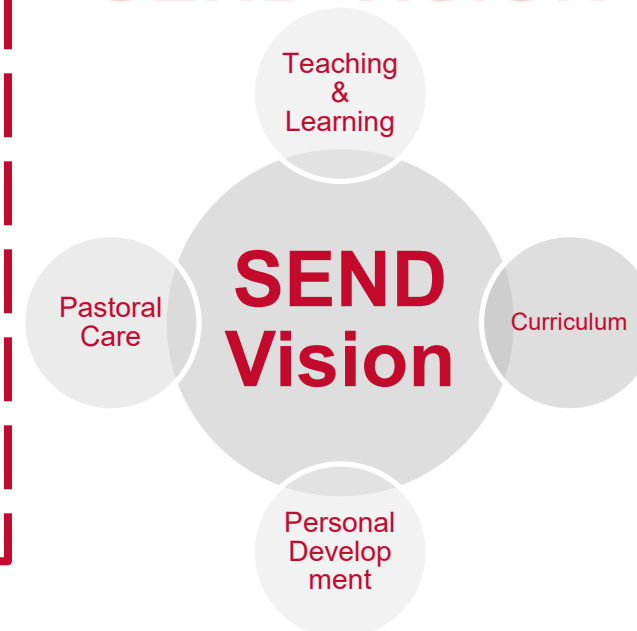 Teaching
&
Learning
Pastoral
Care
SEND
Vision
Curriculum
Personal
Develop
ment